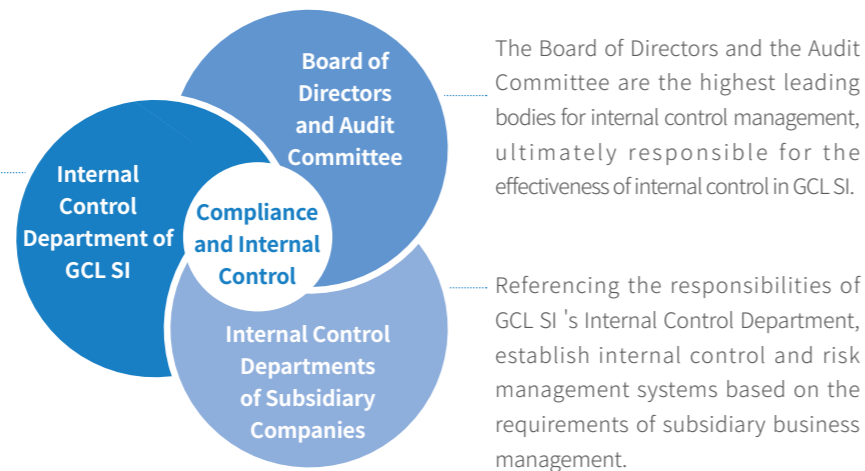 Board of
Directors
and Audit
Committee
The Board of Directors and the Audit
Committee are the highest leading
bodies for internal control management,
ultimately responsible for the
effectiveness of internal control in GCL SI.
Internal
Control
Department of
GCL SI
Compliance
and Internal
Control
Internal Control
Departments
of Subsidiary
Companies
Referencing the responsibilities of
GCL SI 's Internal Control Department,
establish internal control and risk
management systems based on the
requirements of subsidiary business
management.